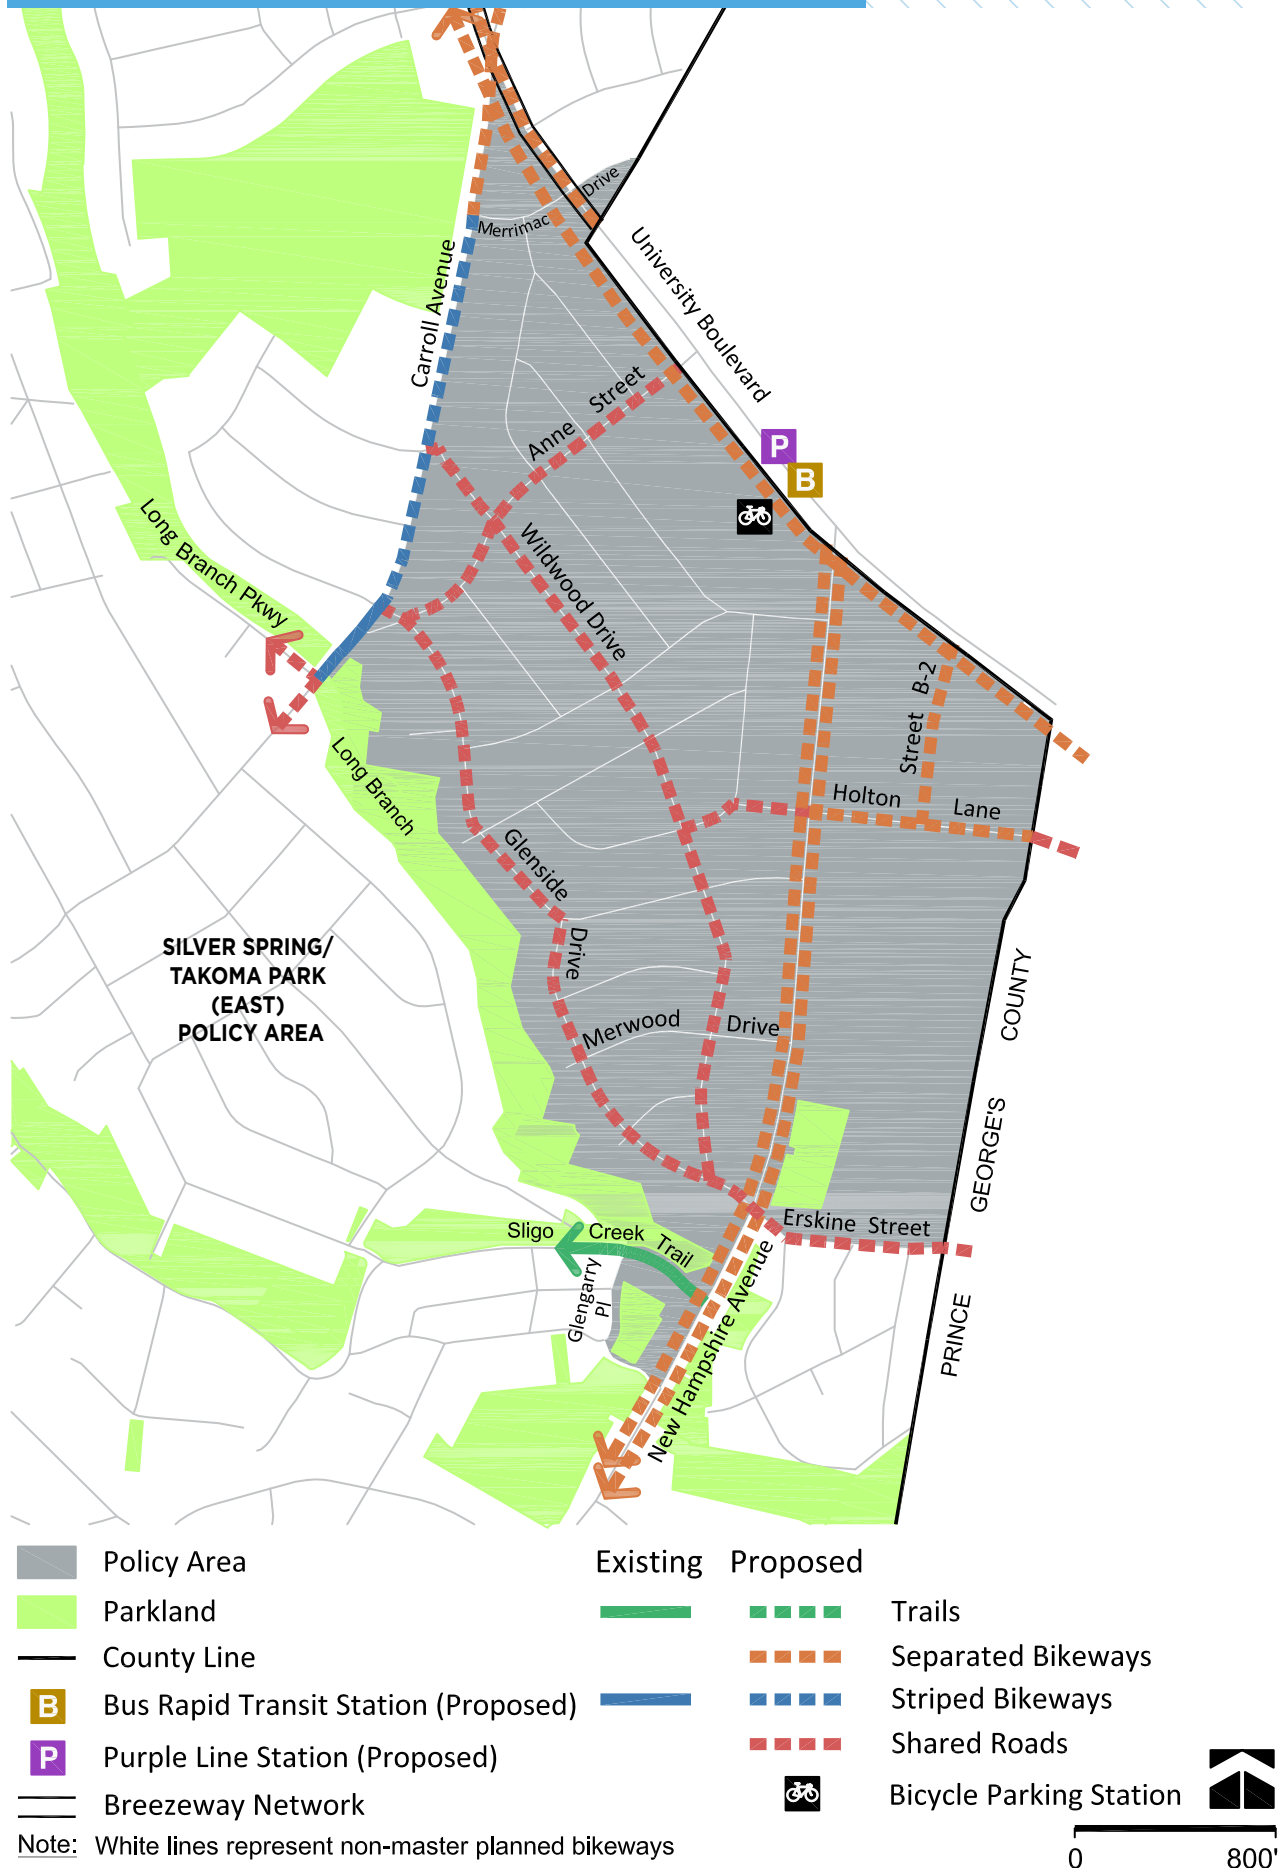 Drive
Merrimac
University Boulevard
Carroll Avenue
Anne Street
P
B
Wildwood Drive
Long Branch Pkwy
Street B-2
Long Branch
Holton Lane
Glenside Drive
SILVER SPRING/
TAKOMA PARK
(EAST)
POLICY AREA
Merwood Drive
PRINCE GEORGE'S COUNTY
Erskine Street
Sligo Creek Trail
Glengarry
Pl
New Hampshire Avenue
Policy Area
Parkland
County Line
B Bus Rapid Transit Station (Proposed)
P Purple Line Station (Proposed)
Breezeway Network
Note: White lines represent non-master planned bikeways
Existing Proposed
Trails
Separated Bikeways
Striped Bikeways
Shared Roads
Bicycle Parking Station
0 800'